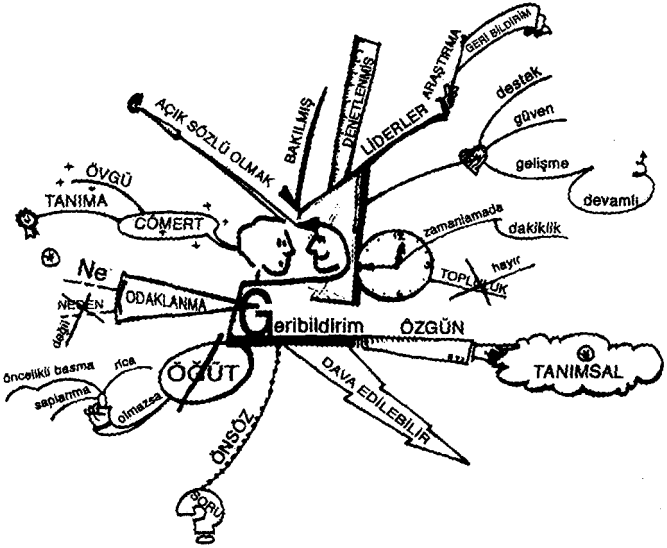 GERİ BİLDİRİM
ARAŞTIRMA
LİDERLER
DENETLENMİŞ
BAKILMIŞ
AÇIK SÖZLÜ OLMAK
destek
güven
gelişme
devamlı
ÖVGÜ
TANIMA
CÖMERT
zamanlamada
dakiklik
hayır
TOPLULUK
Ne
NEDEN
değil
ODAKLANMA
Geribildirim
ÖZGÜN
TANIMSAL
DAVA EDİLEBİLİR
ÖĞÜT
rica
öncelikli basma
saplanma
olmazsa
ÖNSÖZ
SORU